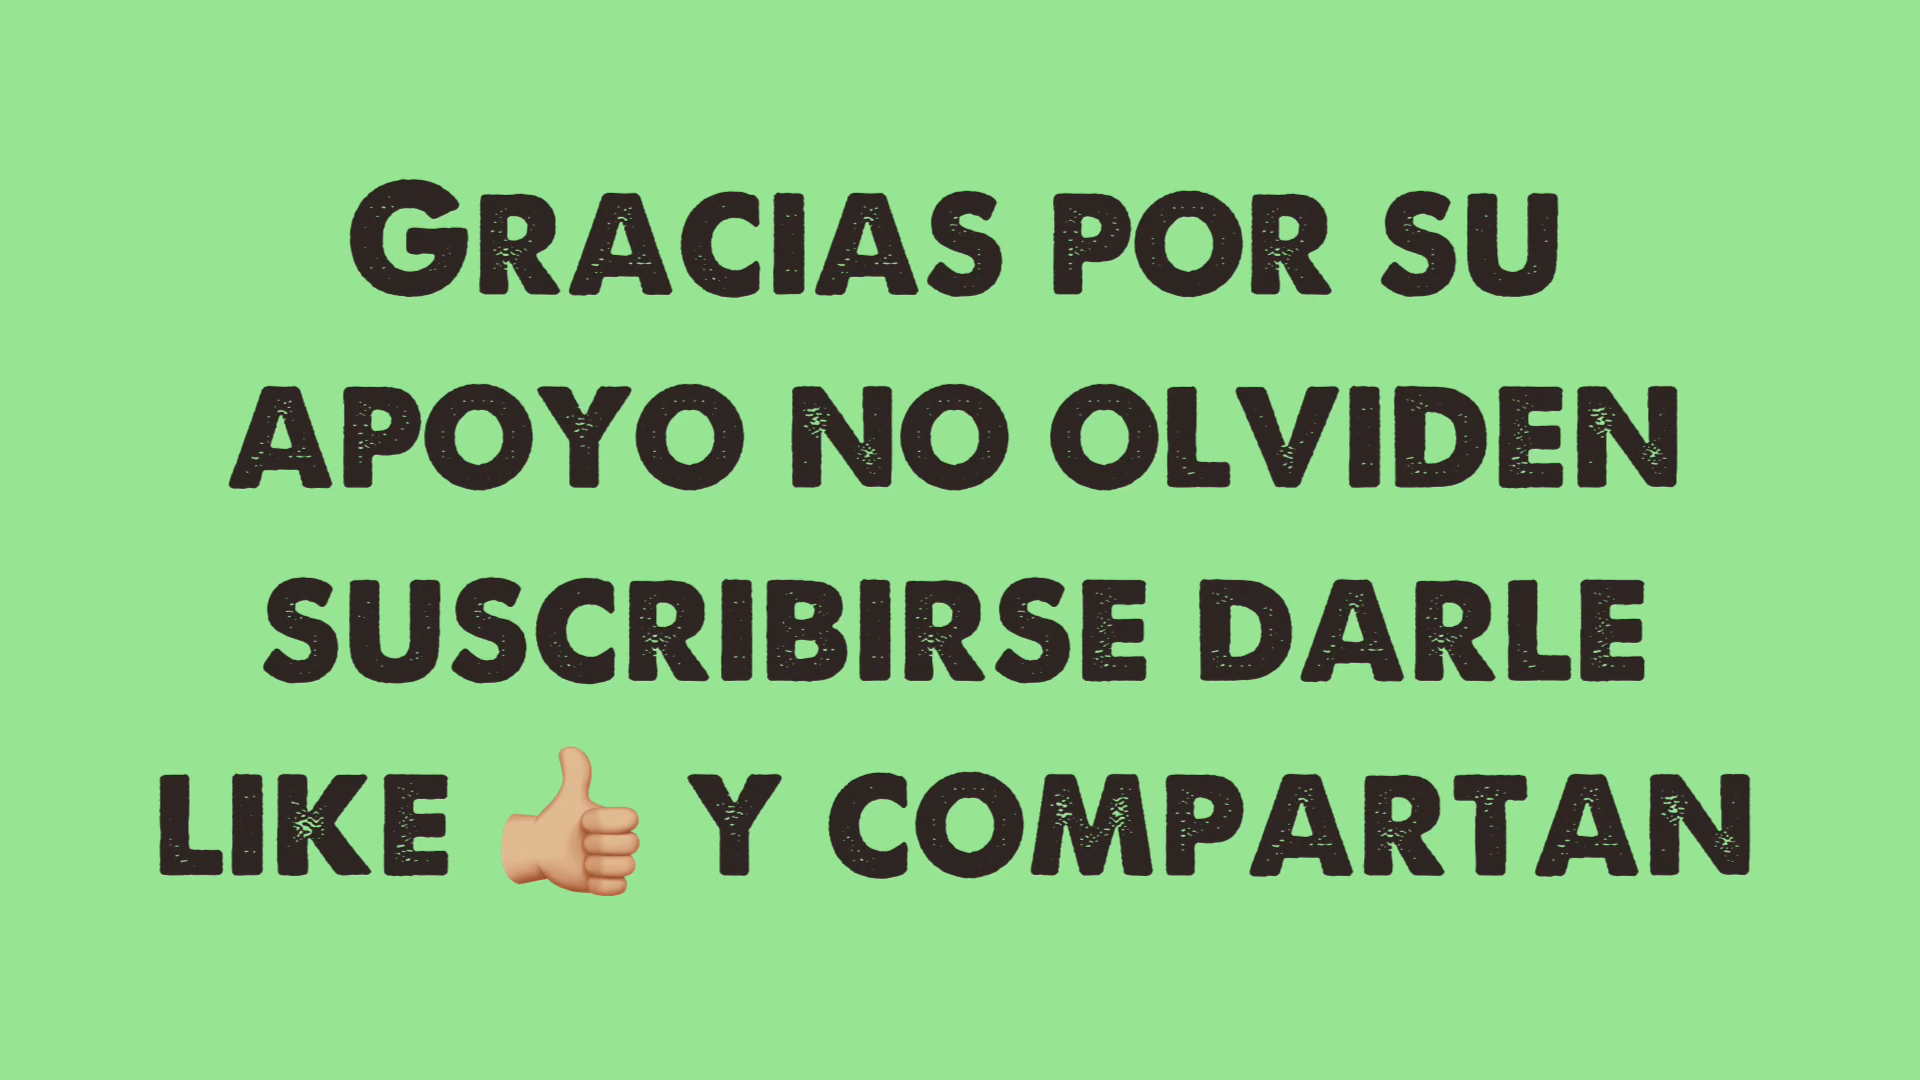 Gracias por su
apoyo no olviden
suscribirse darle
like 👍🏼 y compartan